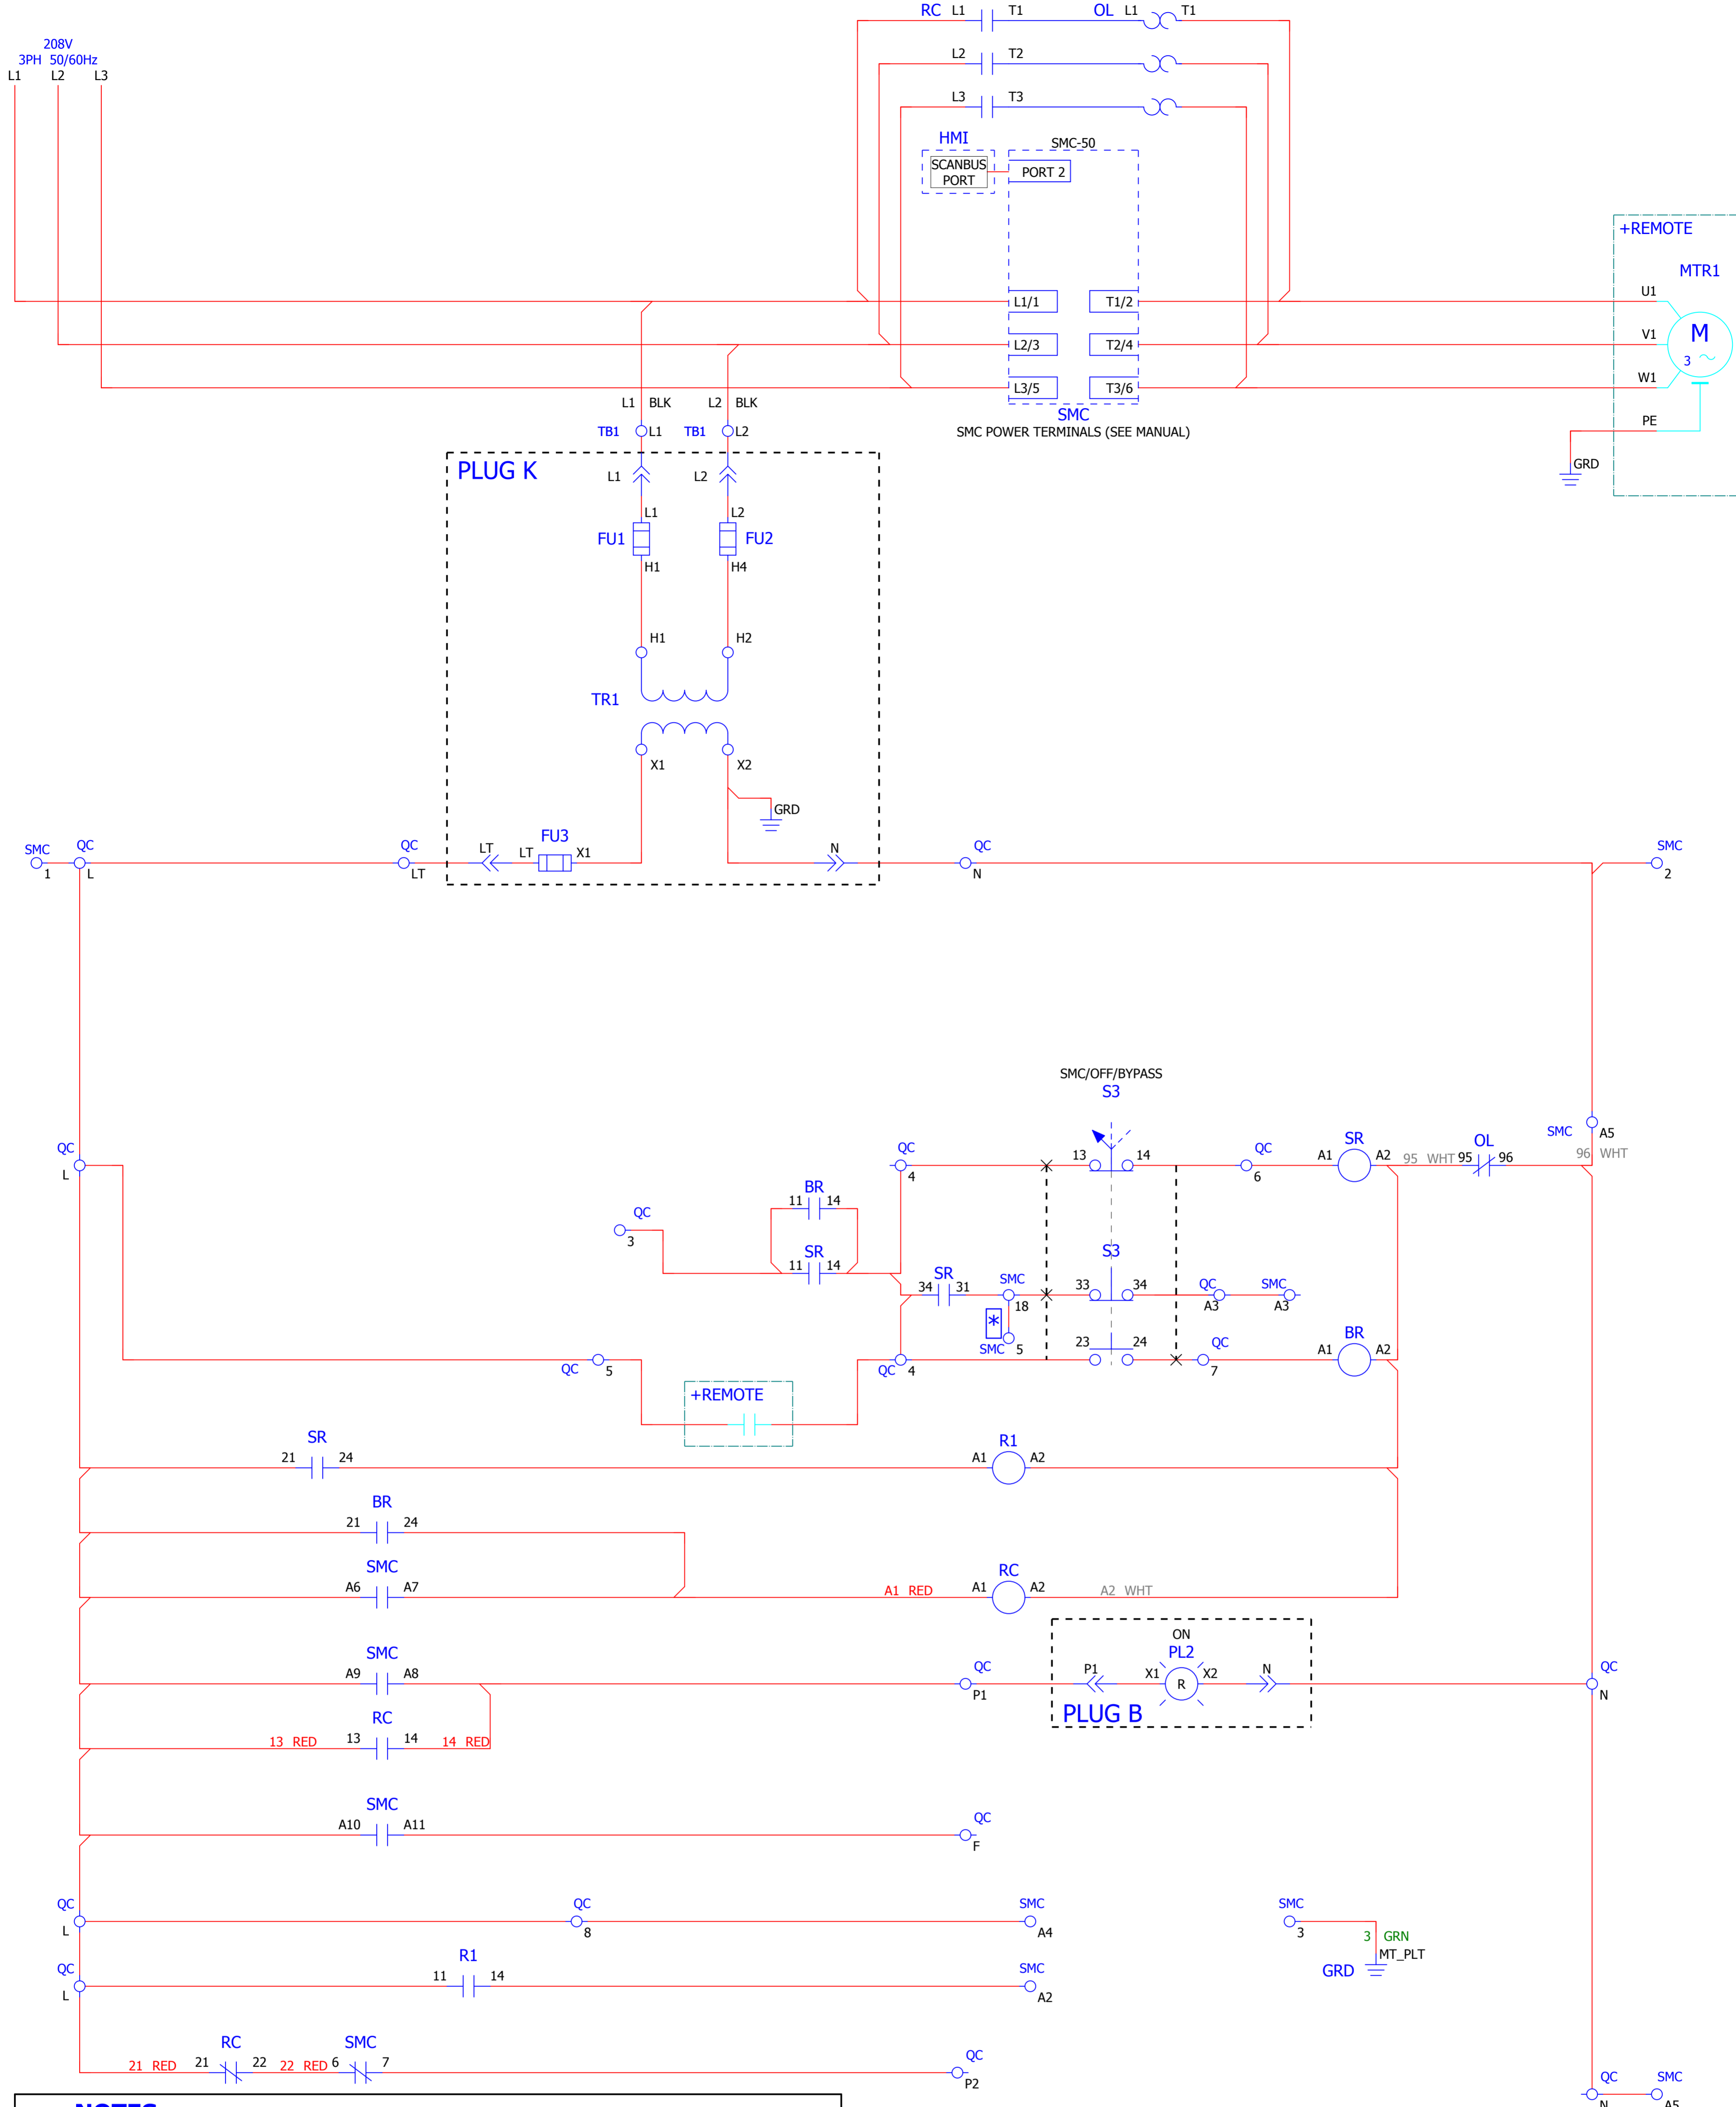 RC L1 T1 OL L1 T1
208V
3PH 50/60Hz
L1 L2 L3
L2 T2
L3 T3
HMI
SMC-50
SCANBUS
PORT
PORT 2
+REMOTE
MTR1
L1/1 T1/2 U1
L2/3 T2/4 V1 M
3
L3/5 T3/6 W1
L1 BLK L2 BLK
SMC
PE
TB1 L1 TB1 L2
SMC POWER TERMINALS (SEE MANUAL)
PLUG K
GRD
L1 L2
L1 L2
FU1 FU2
H1 H4
H1 H2
TR1
X1 X2
GRD
FU3
SMC QC QC LT LT X1 N QC SMC
1 L LT N 2
SMC/OFF/BYPASS
S3
SMC A5
QC QC 13 14 QC SR OL
L 4 6 A1 A2 95 WHT 95 96 96 WHT
BR
11 14
QC
3
SR
11 14
S3
SR
34 31 SMC 33 34 QC SMC
18 A3 A3
*
SMC 5 23 24 QC BR
A1 A2
QC 5 QC 4 7
+REMOTE
SR R1
21 24 A1 A2
BR
21 24
SMC RC
A6 A7 A1 RED A1 A2 A2 WHT
ON
SMC PL2
A9 A8 QC P1 X1 X2 N QC
P1 R N
PLUG B
RC
13 RED 13 14 14 RED
SMC
A10 A11 QC
F
QC QC SMC SMC
L 8 A4 3
3 GRN
MT_PLT
GRD
QC R1 SMC
L 11 14 A2
RC SMC
21 RED 21 22 22 RED 6 7 QC
P2
QC SMC
N A5
NOTES